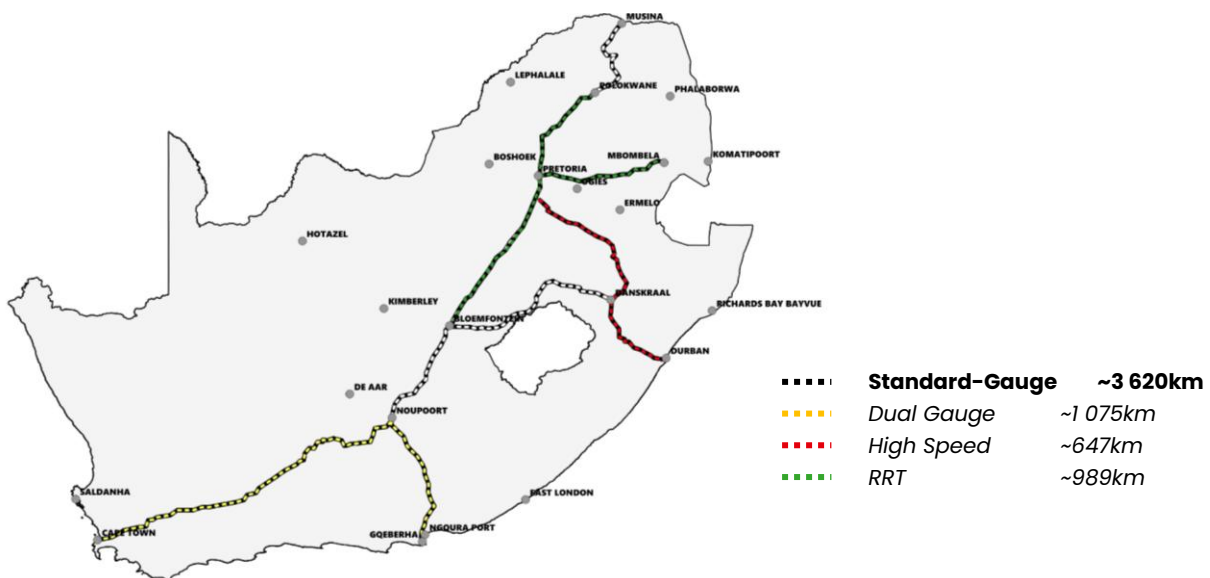 MUSINA
LEPHALALE
POLOKWANE
PHALABORWA
BOSHOEK
MBOMBELA
KOMATIPOORT
PRETORIA
OGIES
ERMELO
HOTAZEL
DANSKRAAL
KIMBERLEY
RICHARDS BAY BAYVUE
BLOEMFONTEIN
DURBAN
DE AAR
NOUPOORT
SALDANHA
EAST LONDON
CAPE TOWN
GQEBERHA
NGQURA PORT
Standard-Gauge ~3 620km
Dual Gauge ~1 075km
High Speed ~647km
RRT ~989km